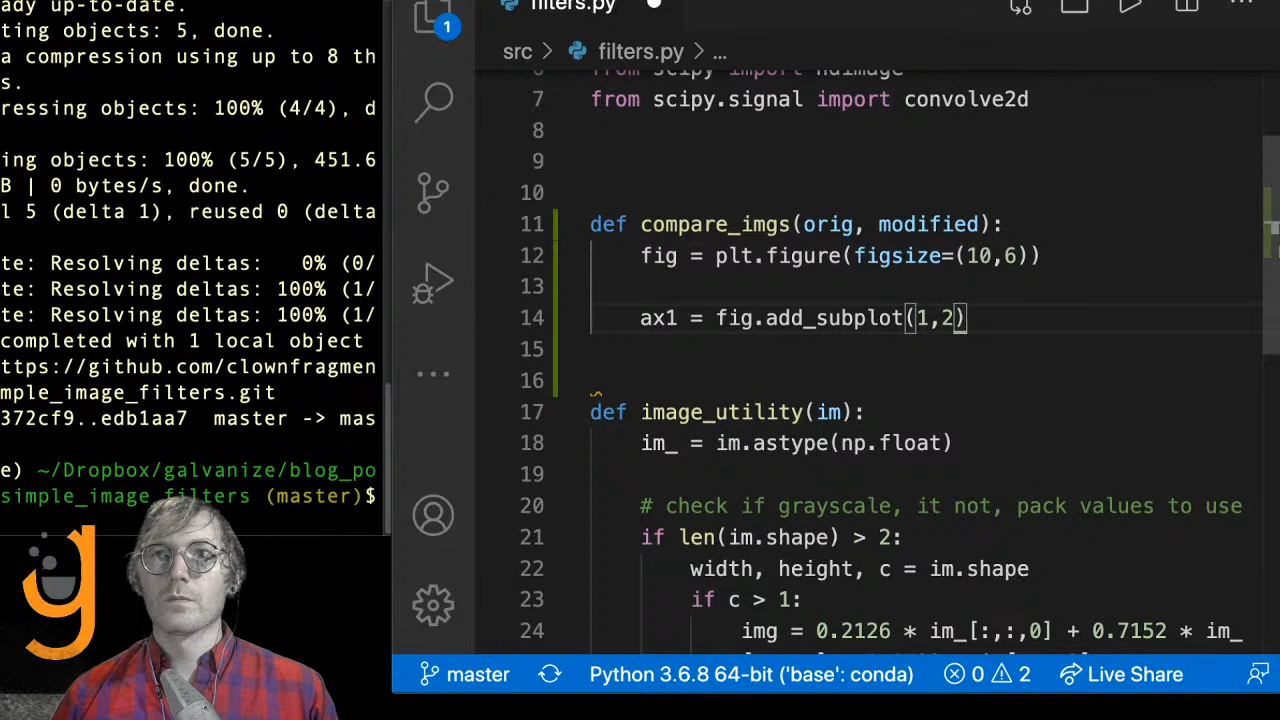 ady up-to-date.
ting objects: 5, done.
a compression using up to 8 th
s.
ressing objects: 100% (4/4), d
ing objects: 100% (5/5), 451.6
B | 0 bytes/s, done.
l 5 (delta 1), reused 0 (delta
te: Resolving deltas:   0% (0/
te: Resolving deltas: 100% (1/
te: Resolving deltas: 100% (1/
completed with 1 local object
ttps://github.com/clownfragmen
mple_image_filters.git
372cf9..edb1aa7  master -> mas
e) ~/Dropbox/galvanize/blog_po
simple_image_filters (master)$
g
filters.py
1
src > filters.py > ...
from scipy import ndimage
7 from scipy.signal import convolve2d
8
9
10
11 def compare_imgs(orig, modified):
12     fig = plt.figure(figsize=(10,6))
13
14     ax1 = fig.add_subplot(1,2)
15
16
17 def image_utility(im):
18     im_ = im.astype(np.float)
19
20     # check if grayscale, it not, pack values to use
21     if len(im.shape) > 2:
22         width, height, c = im.shape
23         if c > 1:
24             img = 0.2126 * im_[:,:,0] + 0.7152 * im_
master Python 3.6.8 64-bit ('base': conda) 0 2 Live Share